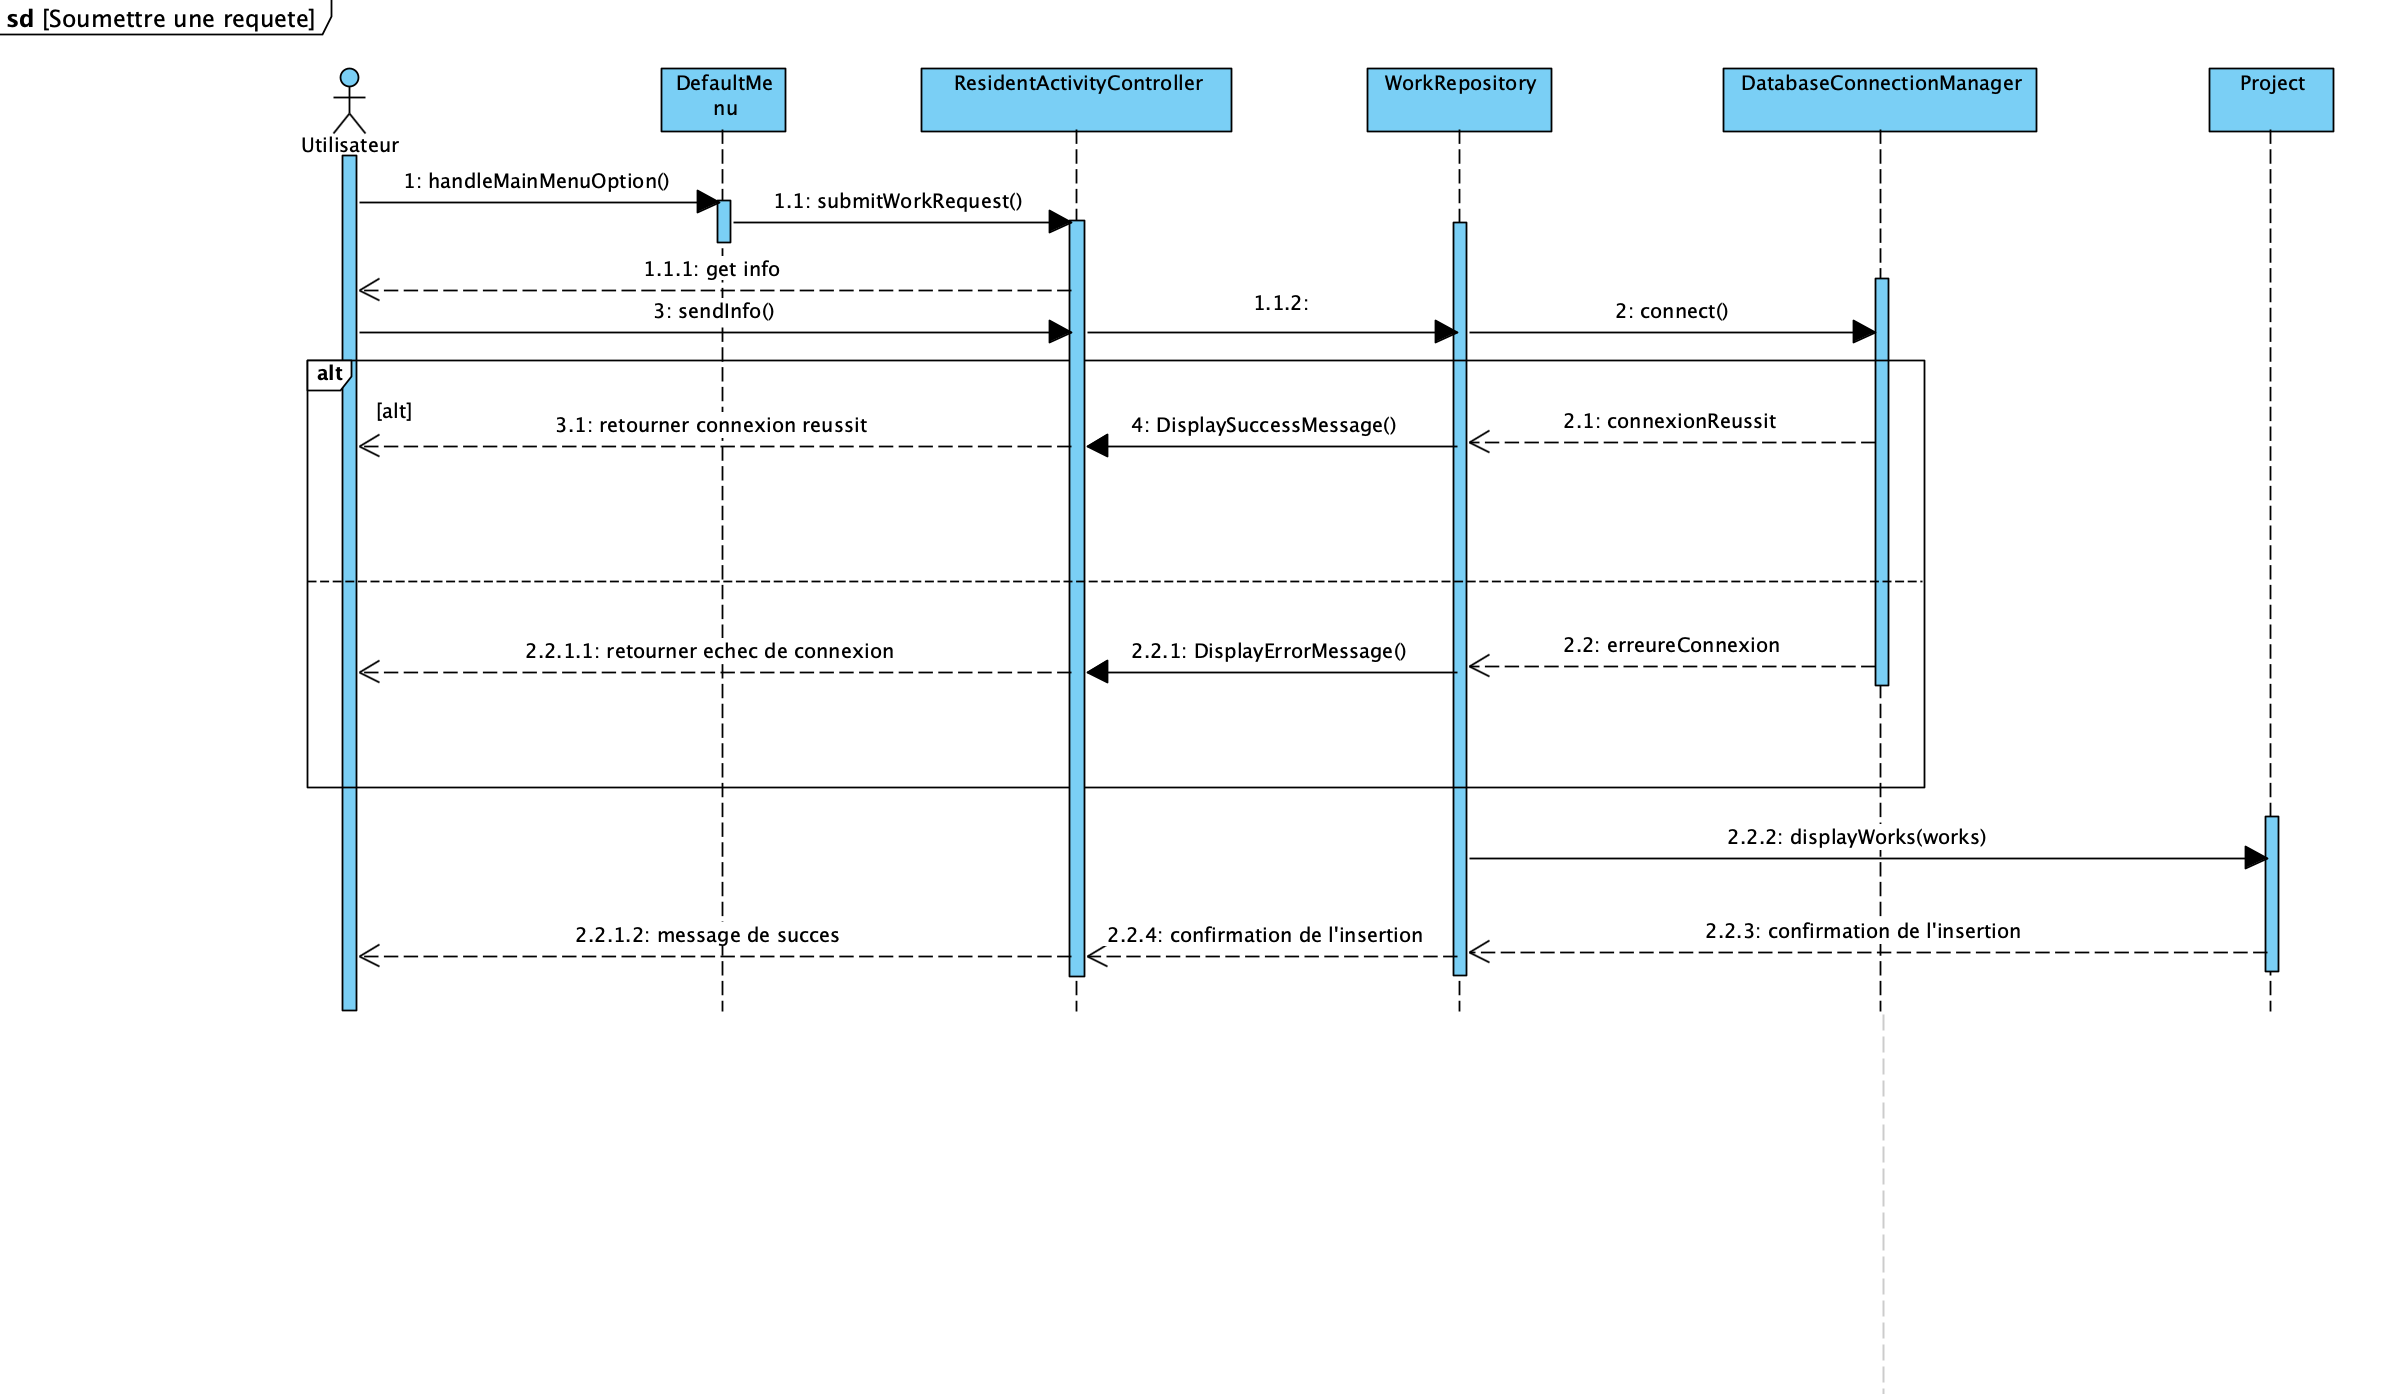 sd [Soumettre une requete]
Utilisateur
DefaultMe
nu
ResidentActivityController
WorkRepository
DatabaseConnectionManager
Project
1: handleMainMenuOption()
1.1: submitWorkRequest()
1.1.1: get info
3: sendInfo()
1.1.2:
2: connect()
alt
[alt]
3.1: retourner connexion reussit
4: DisplaySuccessMessage()
2.1: connexionReussit
2.2.1.1: retourner echec de connexion
2.2.1: DisplayErrorMessage()
2.2: erreureConnexion
2.2.2: displayWorks(works)
2.2.1.2: message de succes
2.2.4: confirmation de l'insertion
2.2.3: confirmation de l'insertion